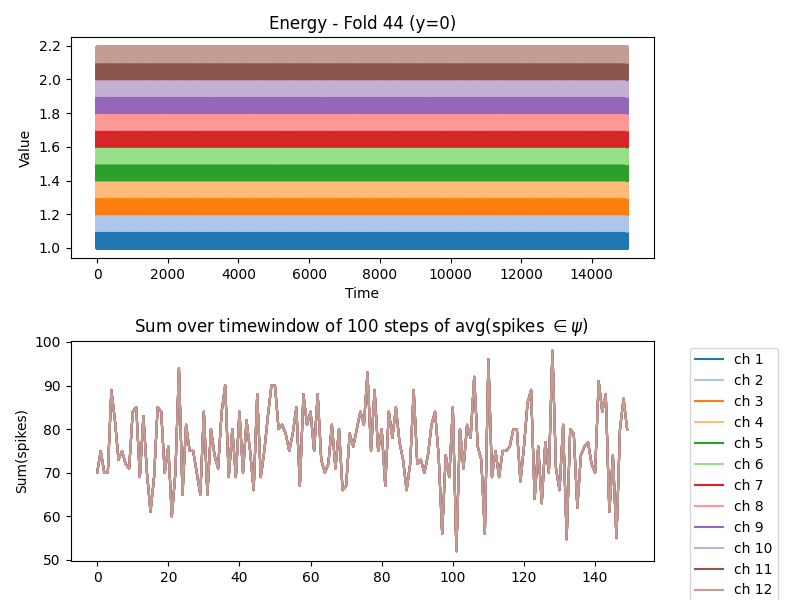 Energy - Fold 44 (y=0)
Value
2.2
2.0
1.8
1.6
1.4
1.2
1.0
0 2000 4000 6000 8000 10000 12000 14000
Time
Sum over timewindow of 100 steps of avg(spikes ∈ ψ)
Sum(spikes)
100
90
80
70
60
50
0 20 40 60 80 100 120 140
ch 1
ch 2
ch 3
ch 4
ch 5
ch 6
ch 7
ch 8
ch 9
ch 10
ch 11
ch 12